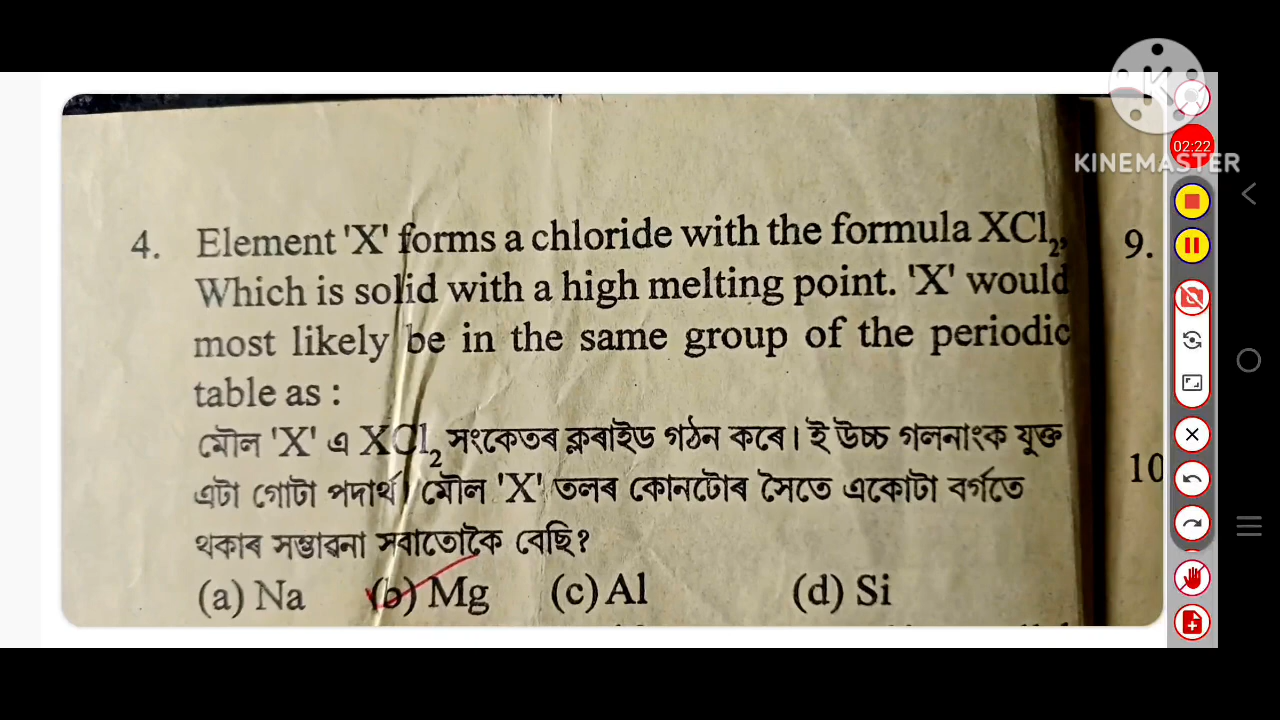 KINEMASTER
02:22
4. Element 'X' forms a chloride with the formula XCl₂,
Which is solid with a high melting point. 'X' would
most likely be in the same group of the periodic
table as :
মৌল 'X' এ XCl₂ সংকেতৰ ক্লৰাইড গঠন কৰে। ই উচ্চ গলনাংক যুক্ত
এটা গোটা পদাৰ্থ। মৌল 'X' তলৰ কোনটোৰ সৈতে একোটা বৰ্গতে
থকাৰ সম্ভাৱনা সবাতোকৈ বেছি?
(a) Na (b) Mg (c) Al (d) Si
9.
10